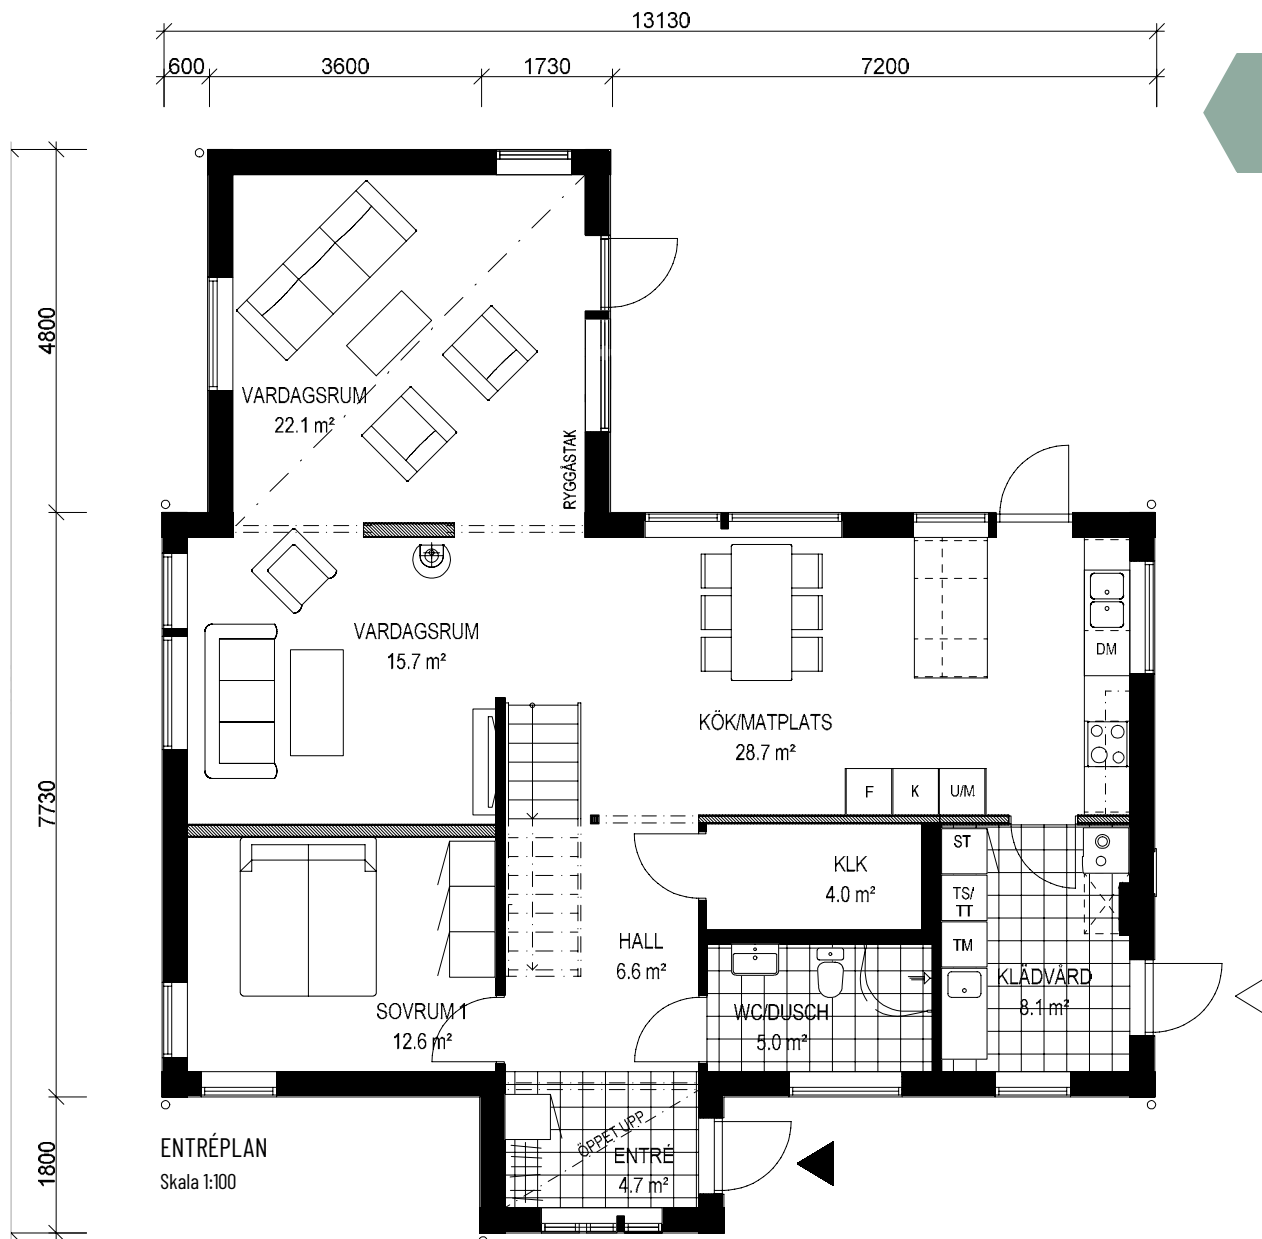 13130
600 3600 1730 7200
4800
VARDAGSRUM
22.1 m²
RYGGÅSTAK
VARDAGSRUM
15.7 m²
DM
KÖK/MATPLATS
28.7 m²
7730
F K U/M
ST
KLK
4.0 m²
TS/
TT
TM
HALL
6.6 m²
KLÄDVÅRD
8.1 m²
SOVRUM 1
12.6 m²
WC/DUSCH
5.0 m²
1800
ÖPPET UPP
ENTRÉ
4.7 m²
ENTRÉPLAN
Skala 1:100